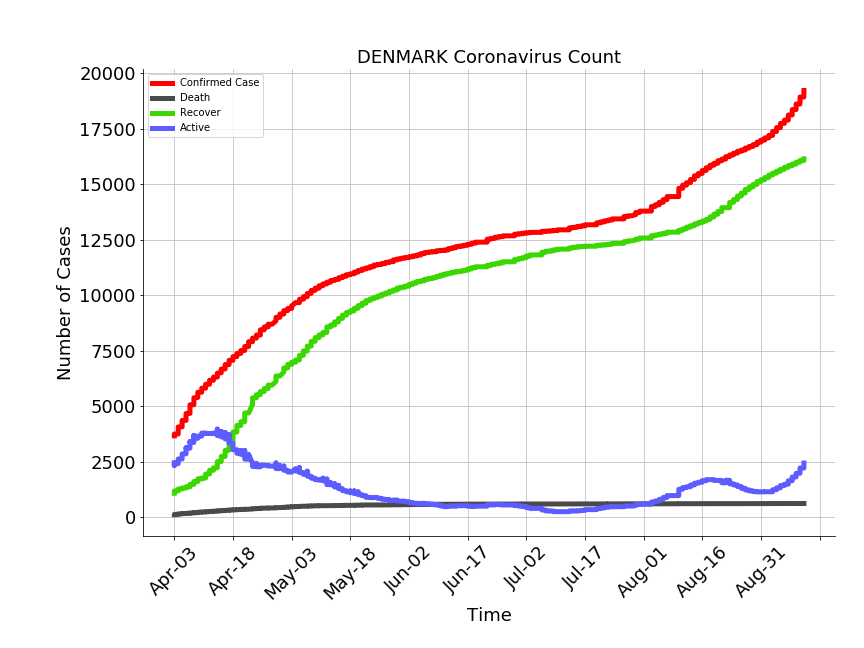 DENMARK Coronavirus Count
Confirmed Case
Death
Recover
Active
20000
17500
15000
12500
10000
7500
5000
2500
0
Number of Cases
Apr-03
Apr-18
May-03
May-18
Jun-02
Jun-17
Jul-02
Jul-17
Aug-01
Aug-16
Aug-31
Time